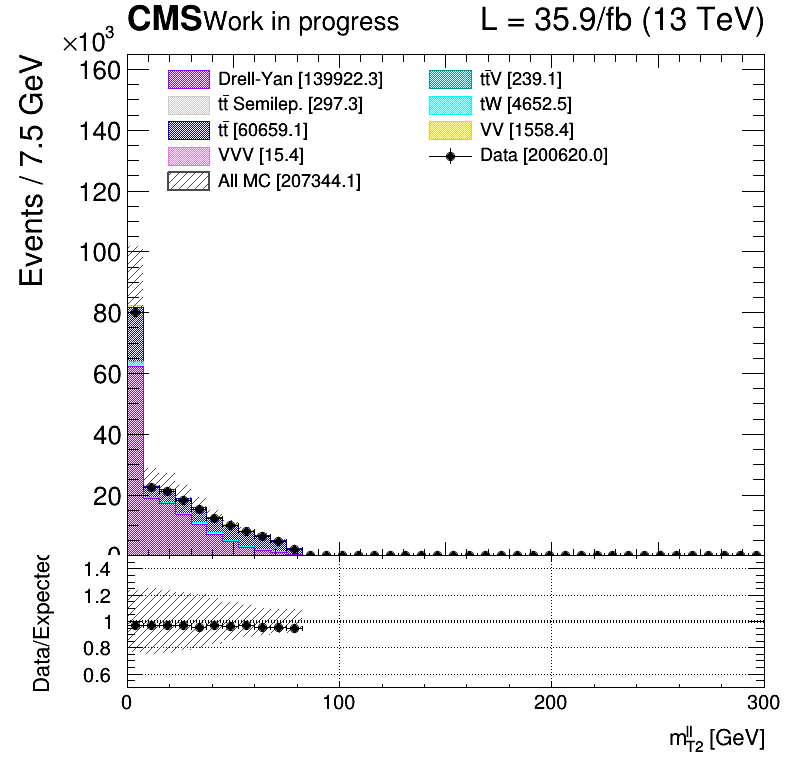 CMS Work in progress L = 35.9/fb (13 TeV)
×10³
Events / 7.5 GeV
160
140
120
100
80
60
40
20
0
Drell-Yan [139922.3]
tt̄ Semilep. [297.3]
tt̄ [60659.1]
VVV [15.4]
All MC [207344.1]
tt̄V [239.1]
tW [4652.5]
VV [1558.4]
Data [200620.0]
Data/Expected
1.4
1.2
1
0.8
0.6
0 100 200 300
m_T2^ll [GeV]